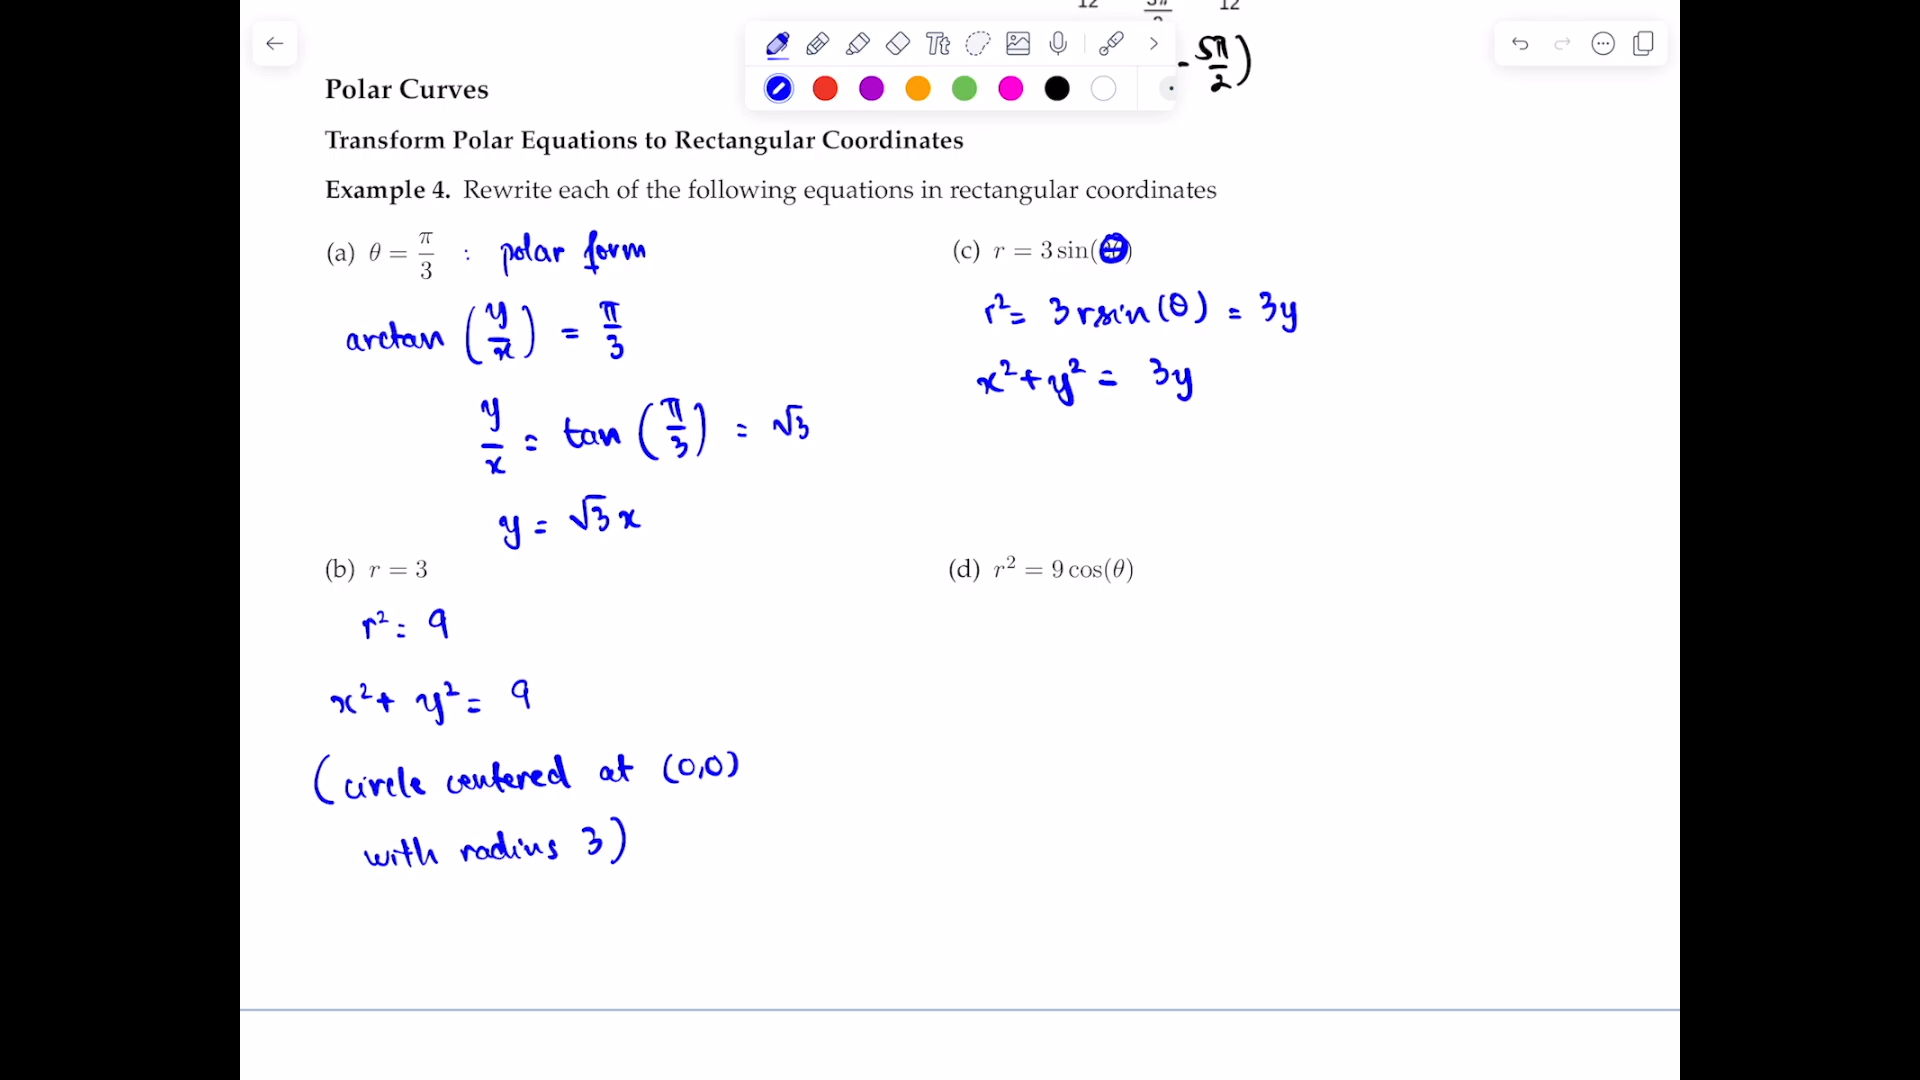 - 5π/2)
Polar Curves
Transform Polar Equations to Rectangular Coordinates
Example 4. Rewrite each of the following equations in rectangular coordinates
(a) θ = π/3 : polar form
arctan (y/x) = π/3
y/x = tan (π/3) = √3
y = √3 x
(b) r = 3
r² = 9
x² + y² = 9
(circle centered at (0,0)
with radius 3)
(c) r = 3 sin(θ)
r² = 3 r sin(θ) = 3y
x² + y² = 3y
(d) r² = 9 cos(θ)